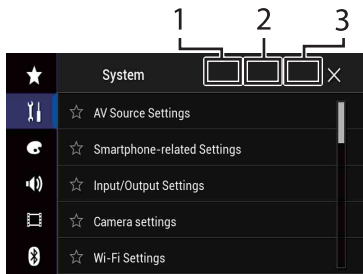 1 2 3
System
AV Source Settings
Smartphone-related Settings
Input/Output Settings
Camera settings
Wi-Fi Settings